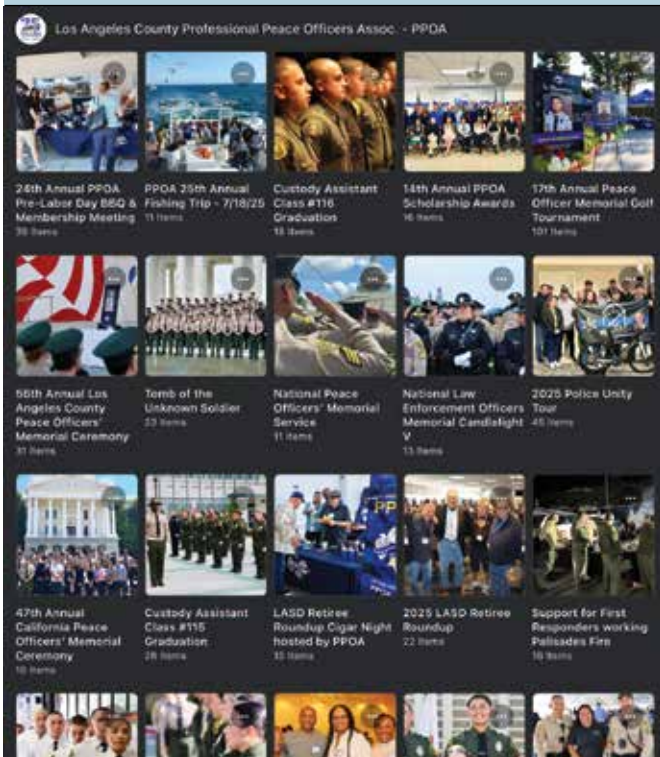 Los Angeles County Professional Peace Officers Assoc. - PPOA
24th Annual PPOA
Pre-Labor Day BBQ &
Membership Meeting
PPOA 25th Annual
Fishing Trip - 7/18/25
11 Items
Custody Assistant
Class #116
Graduation
18 Items
14th Annual PPOA
Scholarship Awards
16 Items
17th Annual Peace
Officer Memorial Golf
Tournament
101 Items
56th Annual Los
Angeles County
Peace Officers'
Memorial Ceremony
31 Items
Tomb of the
Unknown Soldier
23 Items
National Peace
Officers' Memorial
Service
11 Items
National Law
Enforcement Officers
Memorial Candlelight
V
13 Items
2025 Police Unity
Tour
45 Items
47th Annual
California Peace
Officers' Memorial
Ceremony
10 Items
Custody Assistant
Class #115
Graduation
28 Items
LASD Retiree
Roundup Cigar Night
hosted by PPOA
35 Items
2025 LASD Retiree
Roundup
22 Items
Support for First
Responders working
Palisades Fire
16 Items